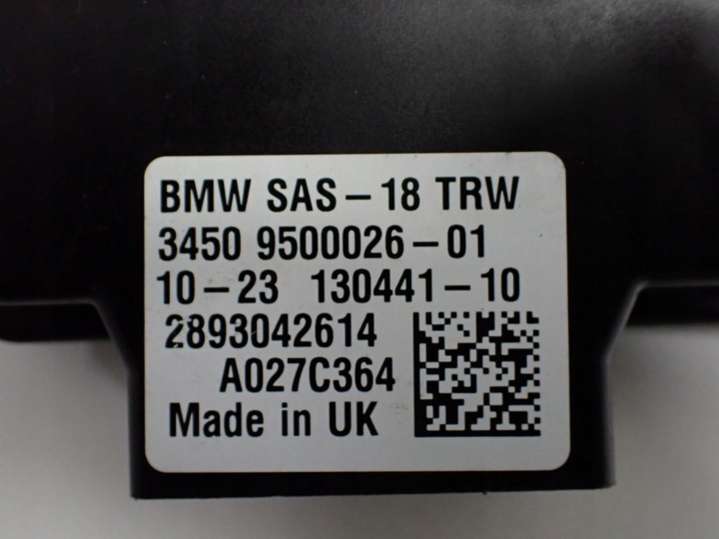 BMW SAS-18 TRW
3450 9500026-01
10-23 130441-10
2893042614
A027C364
Made in UK